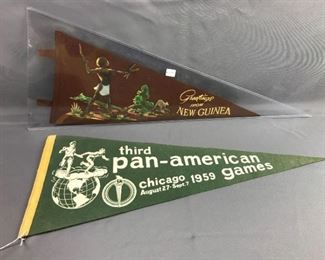 Greetings
FROM
NEW GUINEA
third
pan-american
chicago 1959 games
August 27-Sept. 7